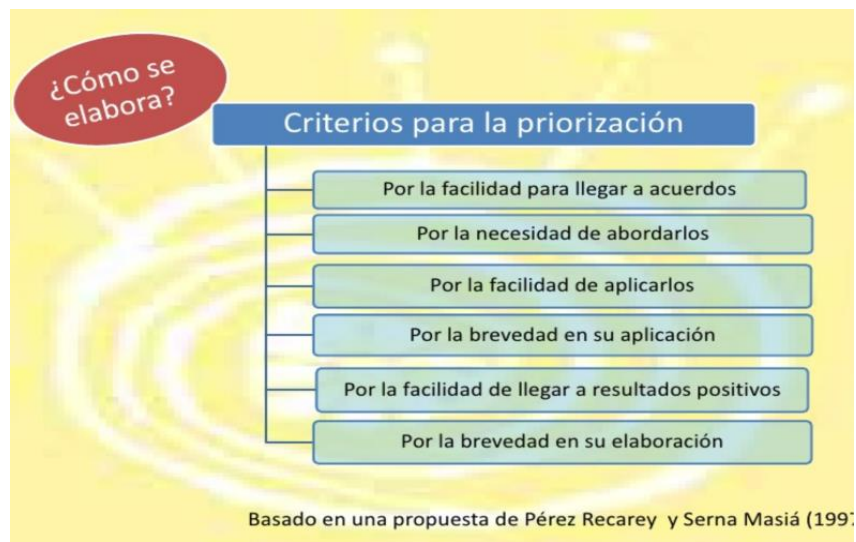 ¿Cómo se
elabora?
Criterios para la priorización
Por la facilidad para llegar a acuerdos
Por la necesidad de abordarlos
Por la facilidad de aplicarlos
Por la brevedad en su aplicación
Por la facilidad de llegar a resultados positivos
Por la brevedad en su elaboración
Basado en una propuesta de Pérez Recarey y Serna Masiá (1997